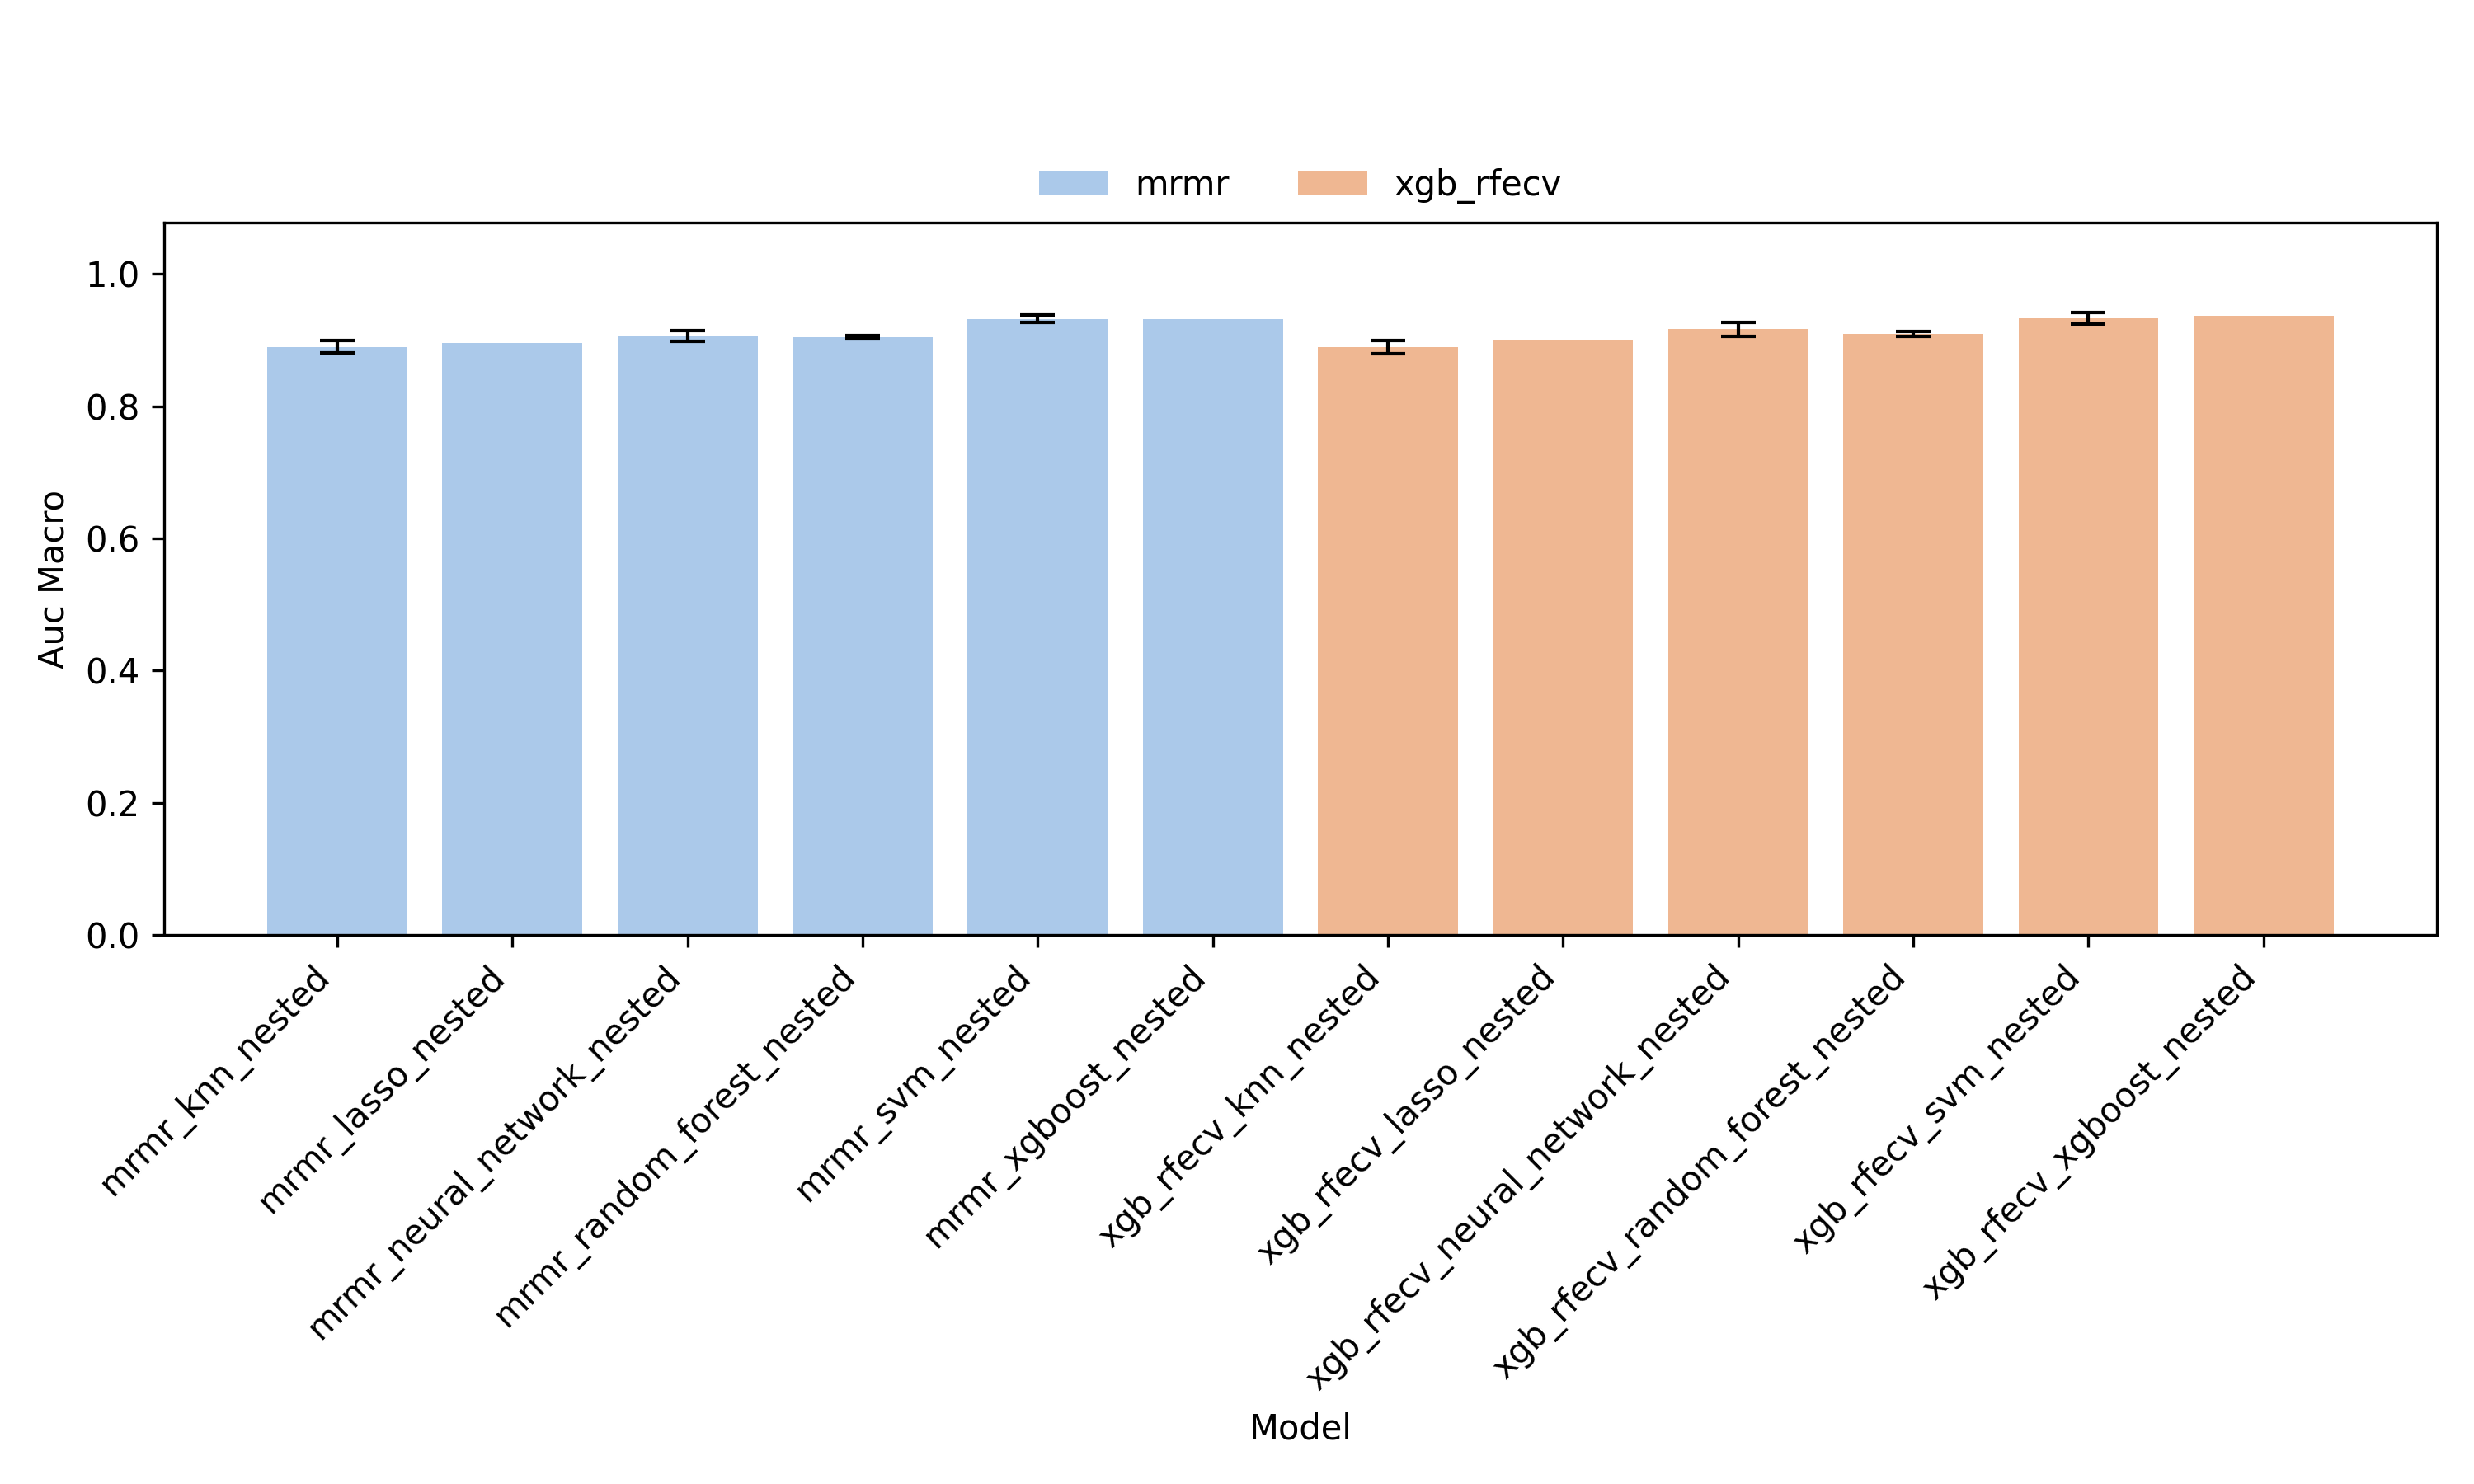 mrmr xgb_rfecv
Auc Macro
1.0
0.8
0.6
0.4
0.2
0.0
mrmr_knn_nested
mrmr_lasso_nested
mrmr_neural_network_nested
mrmr_random_forest_nested
mrmr_svm_nested
mrmr_xgboost_nested
xgb_rfecv_knn_nested
xgb_rfecv_lasso_nested
xgb_rfecv_neural_network_nested
xgb_rfecv_random_forest_nested
xgb_rfecv_svm_nested
xgb_rfecv_xgboost_nested
Model